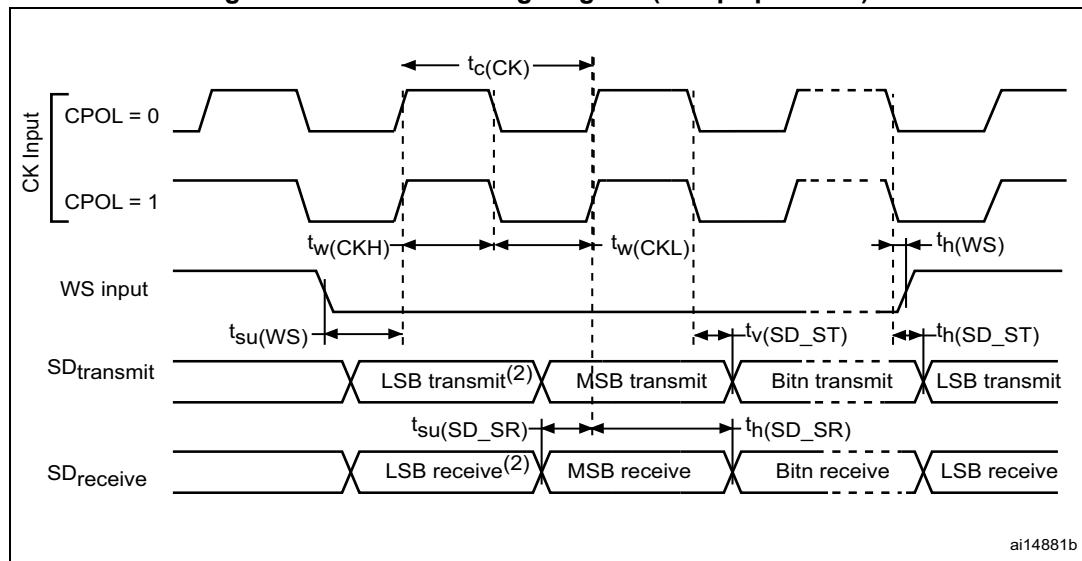 tc(CK)
CK Input
CPOL = 0
CPOL = 1
tw(CKH)
tw(CKL)
th(WS)
WS input
tsu(WS)
tv(SD_ST)
th(SD_ST)
SDtransmit
LSB transmit(2)
MSB transmit
Bitn transmit
LSB transmit
tsu(SD_SR)
th(SD_SR)
SDreceive
LSB receive(2)
MSB receive
Bitn receive
LSB receive
ai14881b